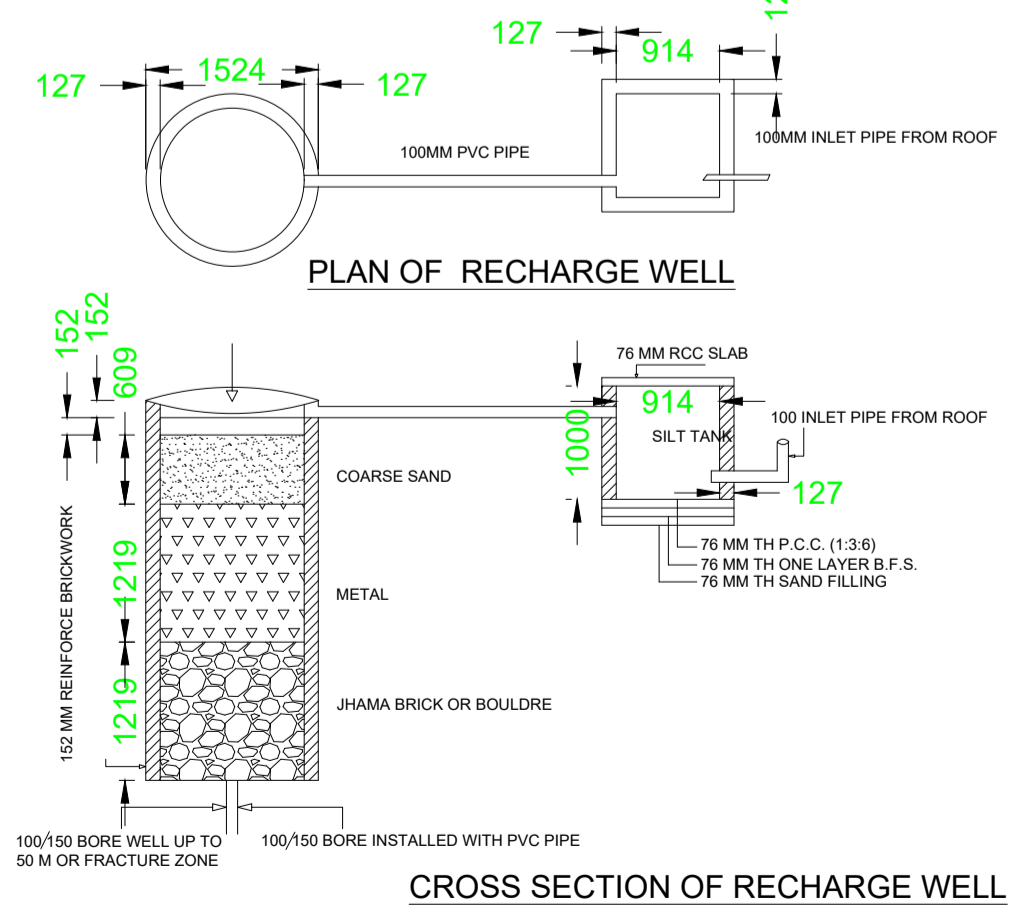 127
914
127
1524
127
100MM INLET PIPE FROM ROOF
100MM PVC PIPE
PLAN OF RECHARGE WELL
152
152
609
76 MM RCC SLAB
914
100 INLET PIPE FROM ROOF
SILT TANK
1000
COARSE SAND
127
152 MM REINFORCE BRICKWORK
1219
76 MM TH P.C.C. (1:3:6)
76 MM TH ONE LAYER B.F.S.
76 MM TH SAND FILLING
METAL
1219
JHAMA BRICK OR BOULDRE
100/150 BORE WELL UP TO
50 M OR FRACTURE ZONE
100/150 BORE INSTALLED WITH PVC PIPE
CROSS SECTION OF RECHARGE WELL